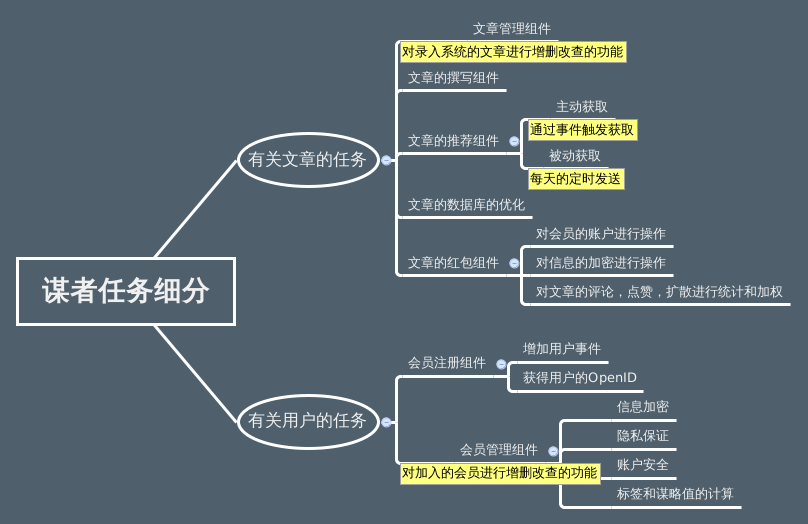 谋者任务细分
有关文章的任务
文章管理组件
对录入系统的文章进行增删改查的功能
文章的撰写组件
文章的推荐组件
主动获取
通过事件触发获取
被动获取
每天的定时发送
文章的数据库的优化
文章的红包组件
对会员的账户进行操作
对信息的加密进行操作
对文章的评论，点赞，扩散进行统计和加权
有关用户的任务
会员注册组件
增加用户事件
获得用户的OpenID
会员管理组件
对加入的会员进行增删改查的功能
信息加密
隐私保证
账户安全
标签和谋略值的计算